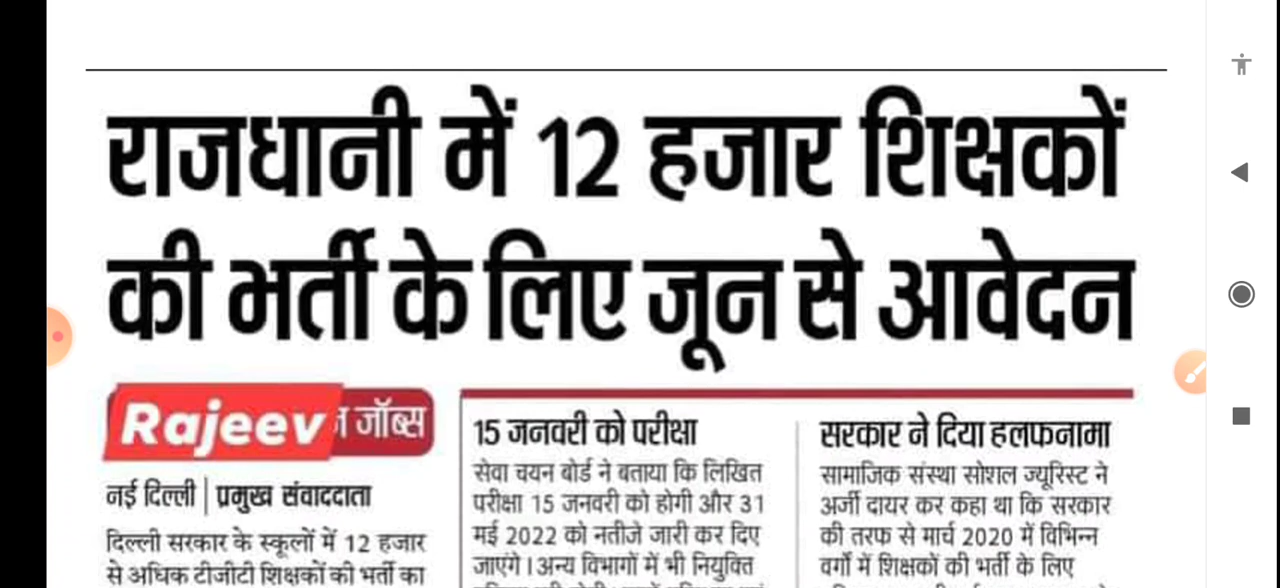 राजधानी में 12 हजार शिक्षकों
की भर्ती के लिए जून से आवेदन
Rajeev
जॉब्स
नई दिल्ली | प्रमुख संवाददाता
दिल्ली सरकार के स्कूलों में 12 हजार
से अधिक टीजीटी शिक्षकों की भर्ती का
15 जनवरी को परीक्षा
सेवा चयन बोर्ड ने बताया कि लिखित
परीक्षा 15 जनवरी को होगी और 31
मई 2022 को नतीजे जारी कर दिए
जाएंगे। अन्य विभागों में भी नियुक्ति
सरकार ने दिया हलफनामा
सामाजिक संस्था सोशल ज्यूरिस्ट ने
अर्जी दायर कर कहा था कि सरकार
की तरफ से मार्च 2020 में विभिन्न
वर्गो में शिक्षकों की भर्ती के लिए